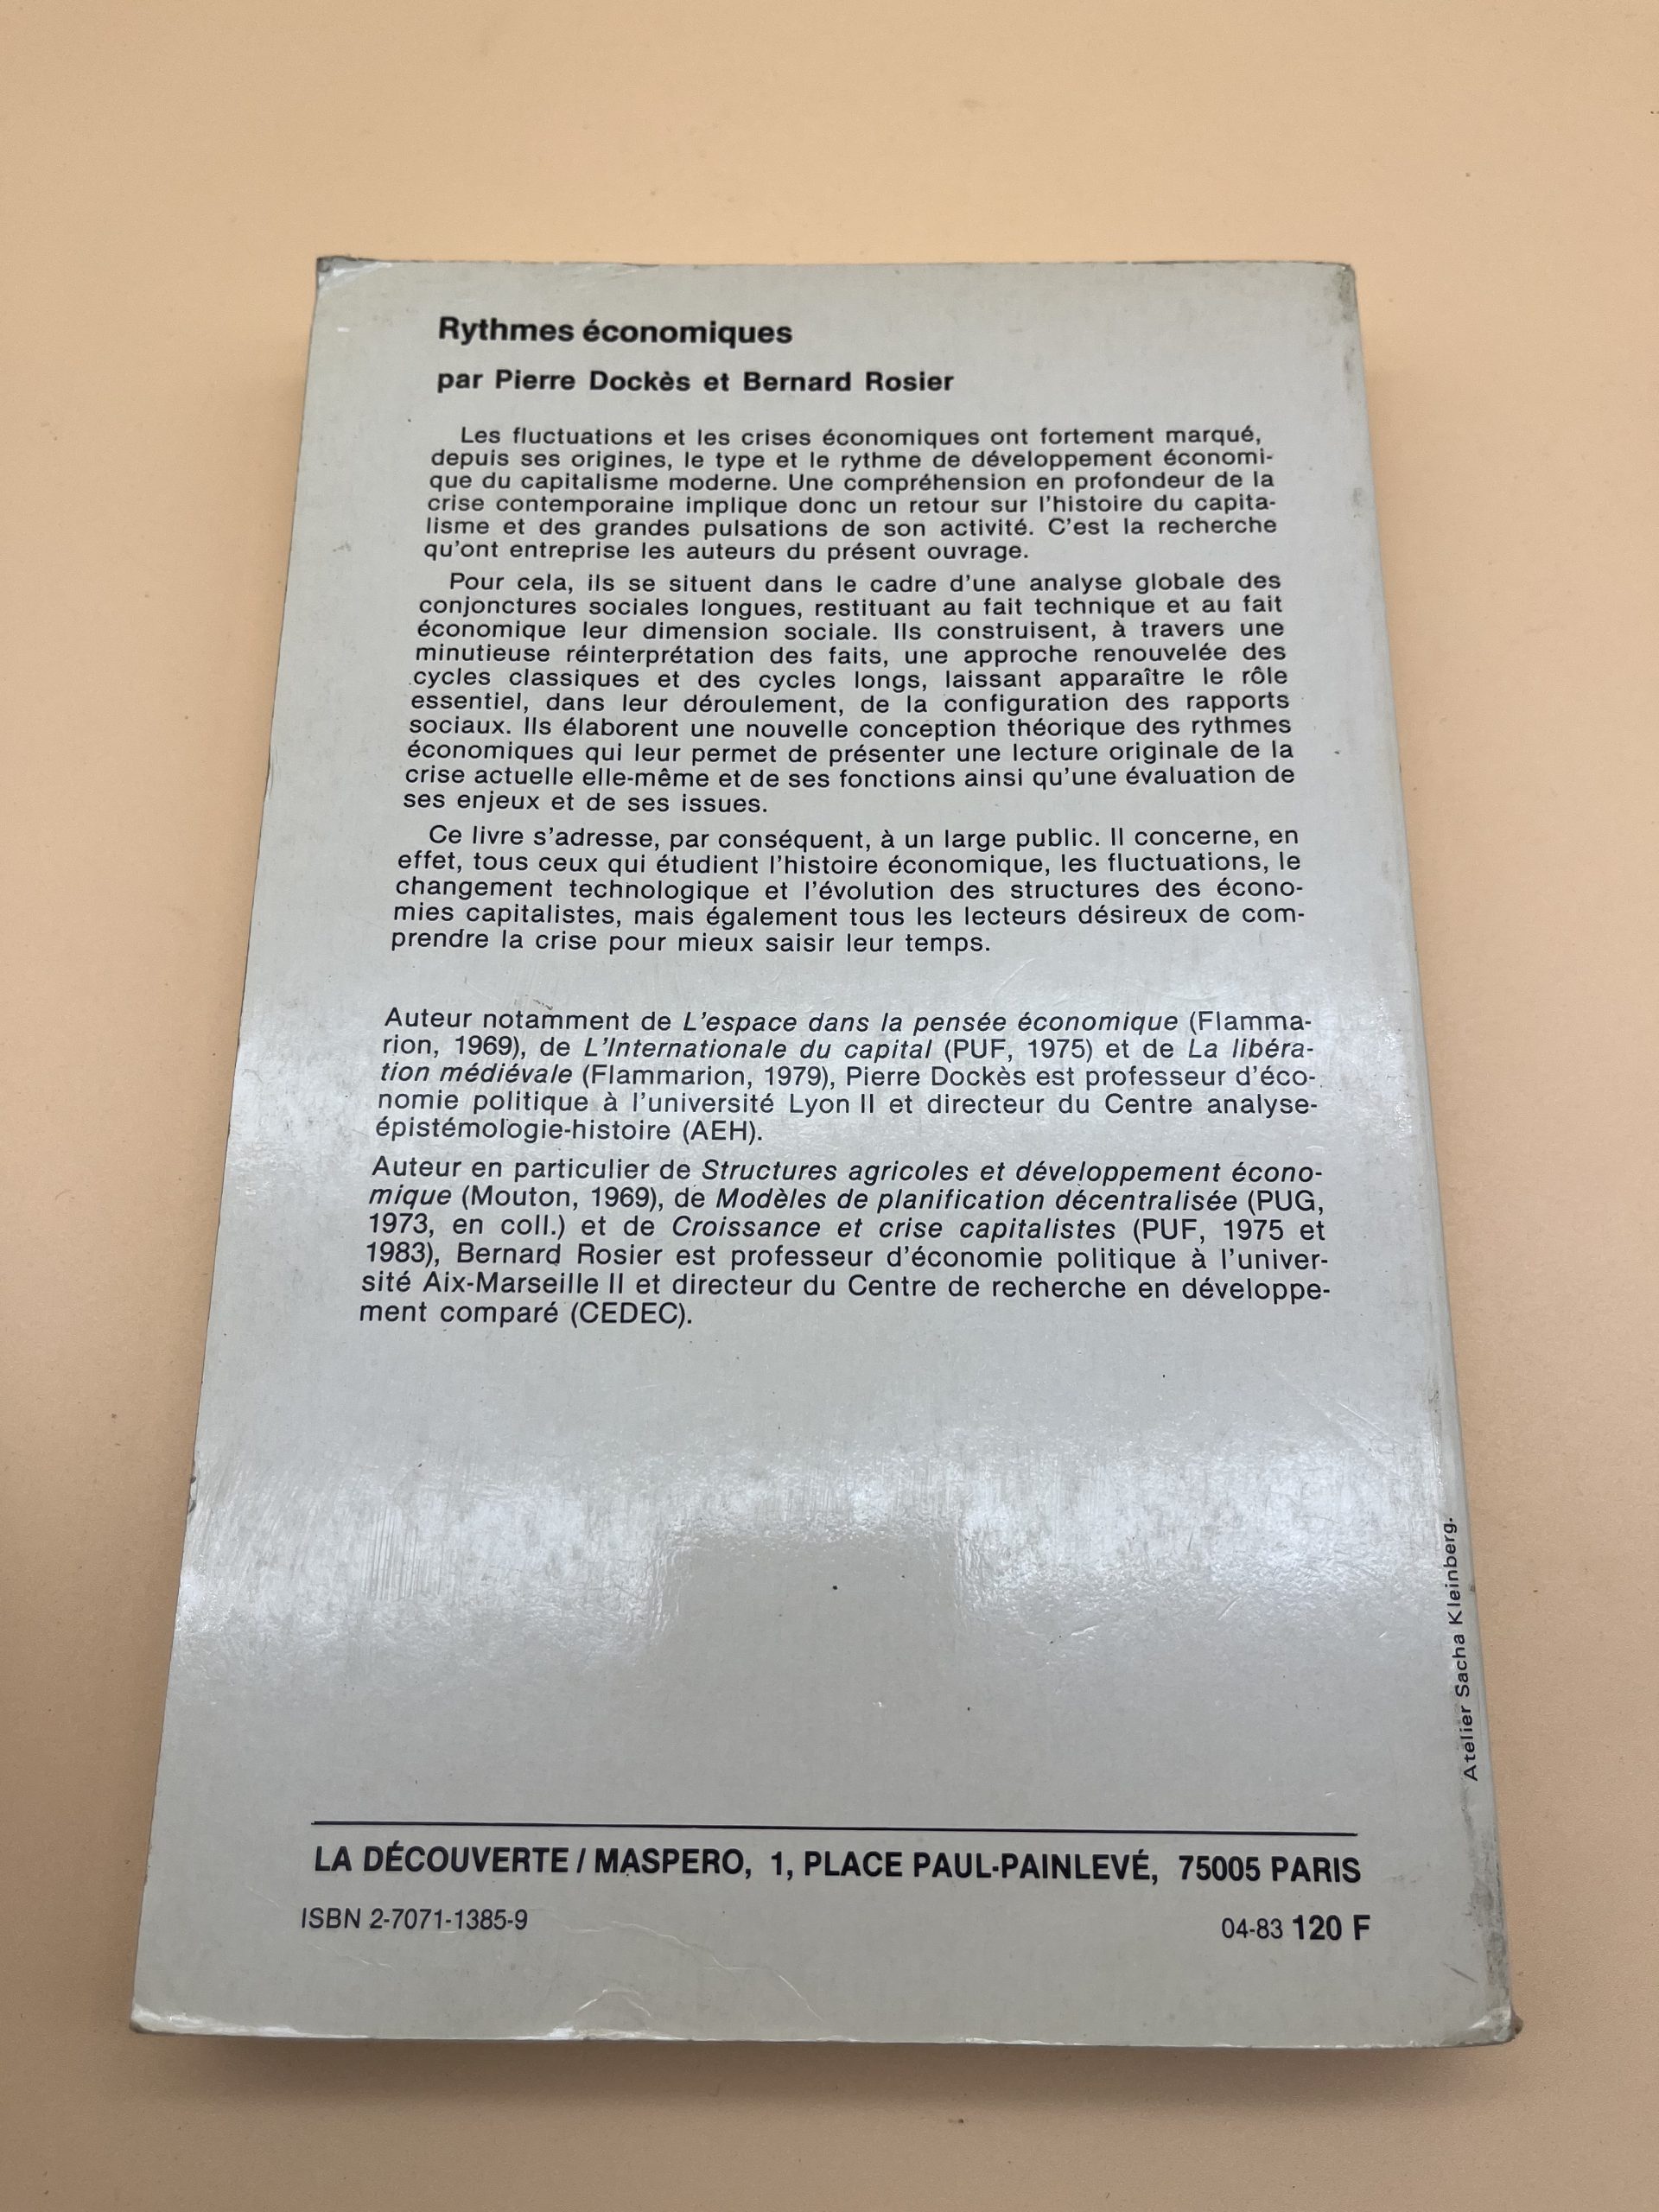 Rythmes économiques
par Pierre Dockès et Bernard Rosier
Les fluctuations et les crises économiques ont fortement marqué,
depuis ses origines, le type et le rythme de développement économi-
que du capitalisme moderne. Une compréhension en profondeur de la
crise contemporaine implique donc un retour sur l'histoire du capita-
lisme et des grandes pulsations de son activité. C'est la recherche
qu'ont entreprise les auteurs du présent ouvrage.
Pour cela, ils se situent dans le cadre d'une analyse globale des
conjonctures sociales longues, restituant au fait technique et au fait
économique leur dimension sociale. Ils construisent, à travers une
minutieuse réinterprétation des faits, une approche renouvelée des
cycles classiques et des cycles longs, laissant apparaître le rôle
essentiel, dans leur déroulement, de la configuration des rapports
sociaux. Ils élaborent une nouvelle conception théorique des rythmes
économiques qui leur permet de présenter une lecture originale de la
crise actuelle elle-même et de ses fonctions ainsi qu'une évaluation de
ses enjeux et de ses issues.
Ce livre s'adresse, par conséquent, à un large public. Il concerne, en
effet, tous ceux qui étudient l'histoire économique, les fluctuations, le
changement technologique et l'évolution des structures des écono-
mies capitalistes, mais également tous les lecteurs désireux de com-
prendre la crise pour mieux saisir leur temps.
Auteur notamment de L'espace dans la pensée économique (Flamma-
rion, 1969), de L'Internationale du capital (PUF, 1975) et de La libéra-
tion médiévale (Flammarion, 1979), Pierre Dockès est professeur d'éco-
nomie politique à l'université Lyon II et directeur du Centre analyse-
épistémologie-histoire (AEH).
Auteur en particulier de Structures agricoles et développement écono-
mique (Mouton, 1969), de Modèles de planification décentralisée (PUG,
1973, en coll.) et de Croissance et crise capitalistes (PUF, 1975 et
1983), Bernard Rosier est professeur d'économie politique à l'univer-
sité Aix-Marseille II et directeur du Centre de recherche en développe-
ment comparé (CEDEC).
Atelier Sacha Kleinberg.
LA DÉCOUVERTE / MASPERO, 1, PLACE PAUL-PAINLEVÉ, 75005 PARIS
ISBN 2-7071-1385-9
04-83 120 F